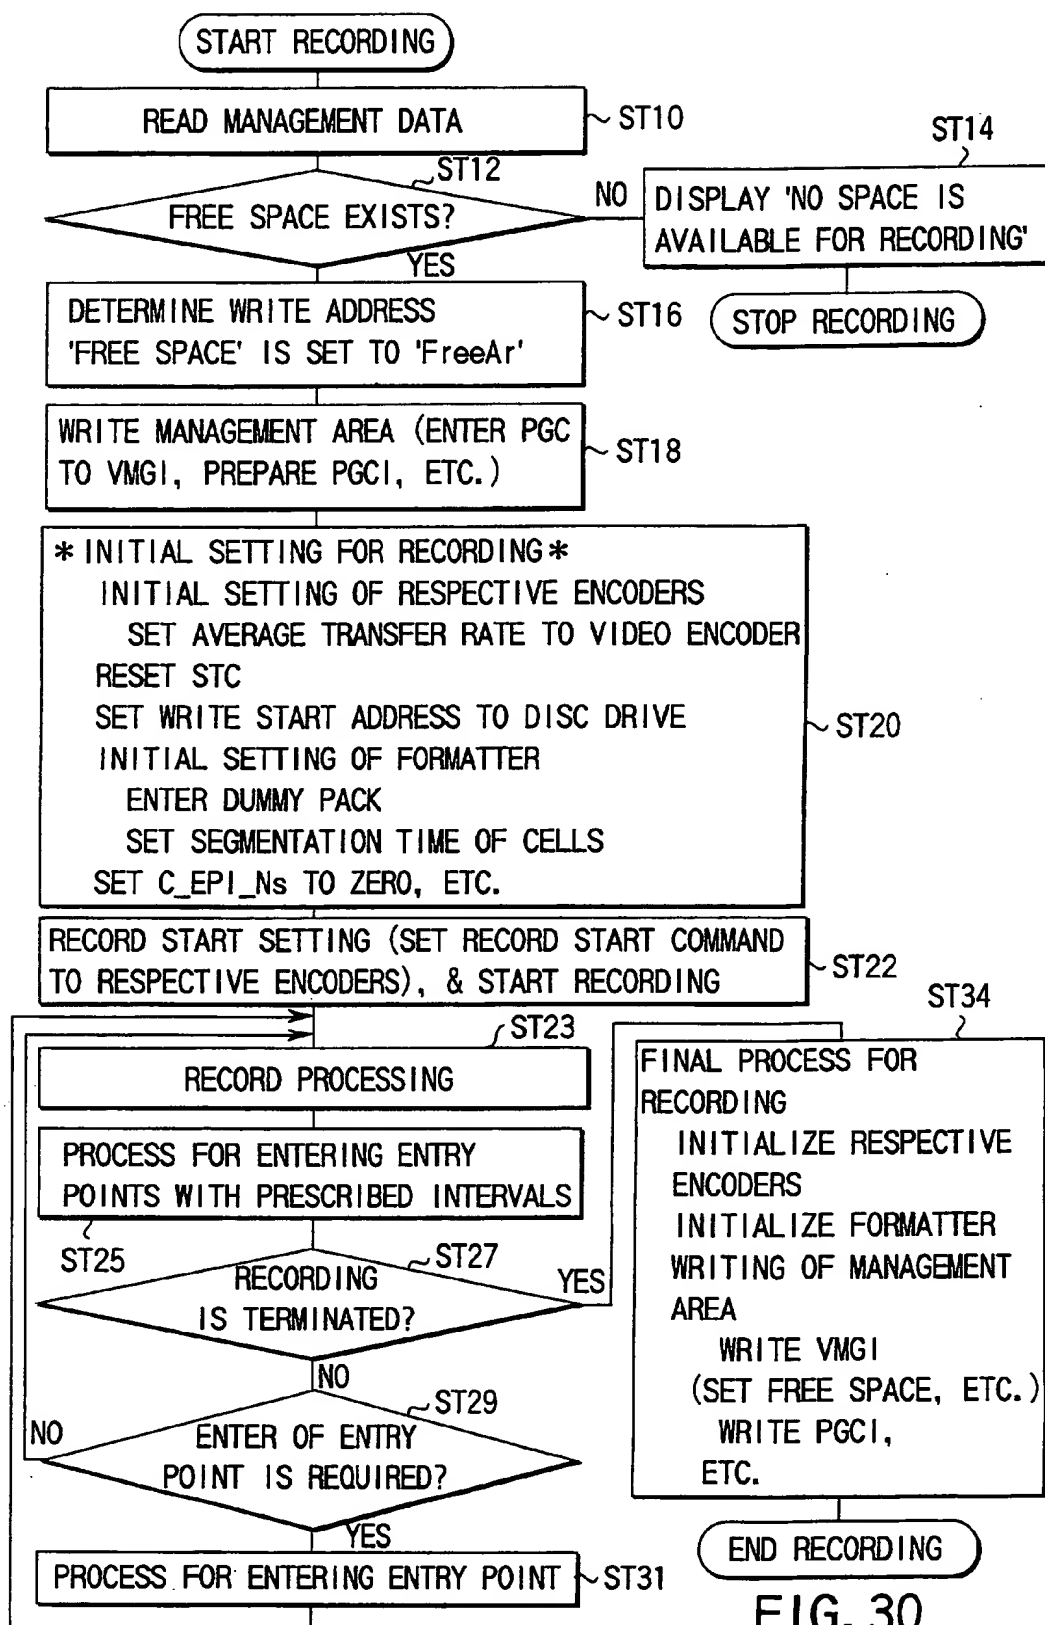 START RECORDING
READ MANAGEMENT DATA
ST10
ST12
FREE SPACE EXISTS?
NO
YES
ST14
DISPLAY 'NO SPACE IS
AVAILABLE FOR RECORDING'
STOP RECORDING
DETERMINE WRITE ADDRESS
'FREE SPACE' IS SET TO 'FreeAr'
ST16
WRITE MANAGEMENT AREA (ENTER PGC
TO VMGI, PREPARE PGCI, ETC.)
ST18
*INITIAL SETTING FOR RECORDING*
INITIAL SETTING OF RESPECTIVE ENCODERS
SET AVERAGE TRANSFER RATE TO VIDEO ENCODER
RESET STC
SET WRITE START ADDRESS TO DISC DRIVE
INITIAL SETTING OF FORMATTER
ENTER DUMMY PACK
SET SEGMENTATION TIME OF CELLS
SET C_EPI_Ns TO ZERO, ETC.
ST20
RECORD START SETTING (SET RECORD START COMMAND
TO RESPECTIVE ENCODERS), & START RECORDING
ST22
ST23
RECORD PROCESSING
PROCESS FOR ENTERING ENTRY
POINTS WITH PRESCRIBED INTERVALS
ST25
ST27
RECORDING
IS TERMINATED?
YES
NO
ST29
ENTER OF ENTRY
POINT IS REQUIRED?
NO
YES
PROCESS FOR ENTERING ENTRY POINT
ST31
ST34
FINAL PROCESS FOR
RECORDING
INITIALIZE RESPECTIVE
ENCODERS
INITIALIZE FORMATTER
WRITING OF MANAGEMENT
AREA
WRITE VMGI
(SET FREE SPACE, ETC.)
WRITE PGCI,
ETC.
END RECORDING
FIG. 30